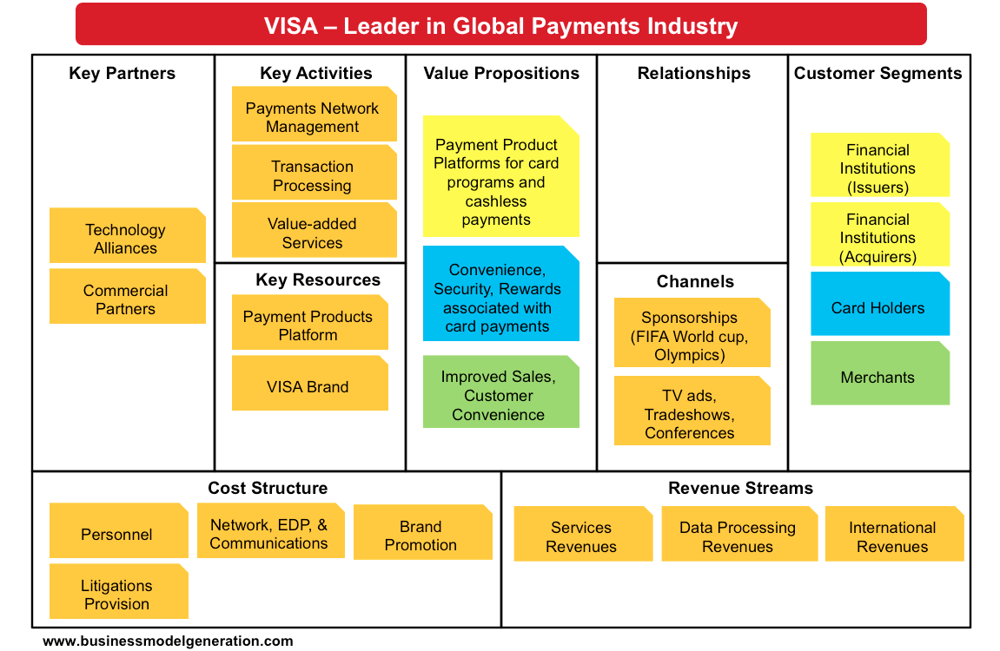 VISA – Leader in Global Payments Industry
Key Partners
Technology
Alliances
Commercial
Partners
Key Activities
Payments Network
Management
Transaction
Processing
Value-added
Services
Key Resources
Payment Products
Platform
VISA Brand
Value Propositions
Payment Product
Platforms for card
programs and
cashless
payments
Convenience,
Security, Rewards
associated with
card payments
Improved Sales,
Customer
Convenience
Relationships
Channels
Sponsorships
(FIFA World cup,
Olympics)
TV ads,
Tradeshows,
Conferences
Customer Segments
Financial
Institutions
(Issuers)
Financial
Institutions
(Acquirers)
Card Holders
Merchants
Cost Structure
Personnel
Network, EDP, &
Communications
Brand
Promotion
Litigations
Provision
Revenue Streams
Services
Revenues
Data Processing
Revenues
International
Revenues
www.businessmodelgeneration.com